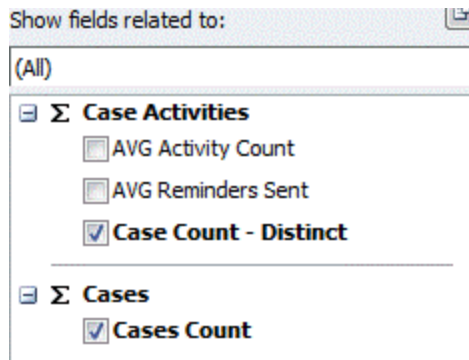 Show fields related to:
(All)
Σ Case Activities
AVG Activity Count
AVG Reminders Sent
Case Count - Distinct
Σ Cases
Cases Count